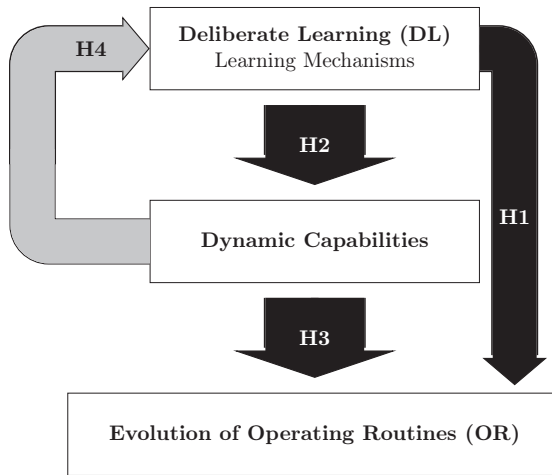 H4
Deliberate Learning (DL)
Learning Mechanisms
H2
Dynamic Capabilities
H1
H3
Evolution of Operating Routines (OR)